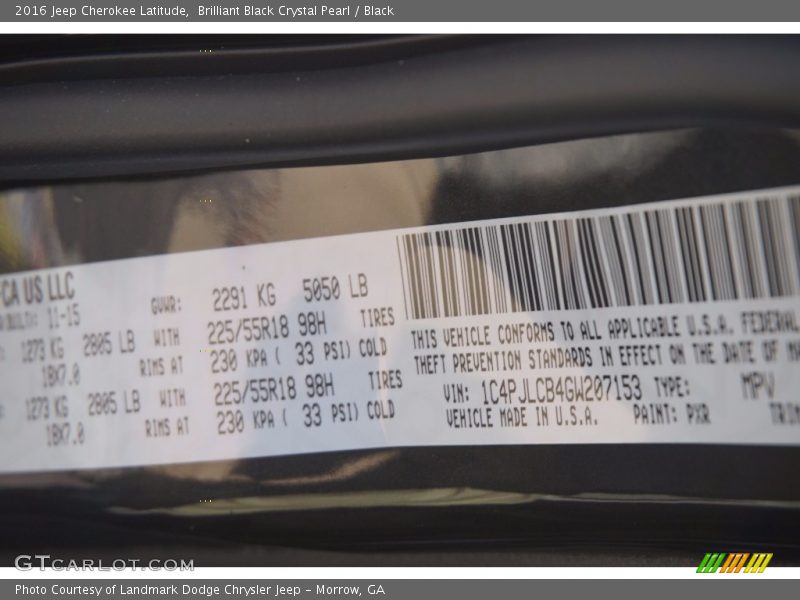 2016 Jeep Cherokee Latitude,  Brilliant Black Crystal Pearl / Black
FCA US LLC
11-15
GVWR: 2291 KG 5050 LB
1273 KG 2805 LB WITH 225/55R18 98H TIRES
18X7.0 RIMS AT 230 KPA ( 33 PSI) COLD
1273 KG 2805 LB WITH 225/55R18 98H TIRES
18X7.0 RIMS AT 230 KPA ( 33 PSI) COLD
THIS VEHICLE CONFORMS TO ALL APPLICABLE U.S.A. FEDERAL
THEFT PREVENTION STANDARDS IN EFFECT ON THE DATE OF
VIN: 1C4PJLCB4GW207153 TYPE: MPV
VEHICLE MADE IN U.S.A. PAINT: PXR TRIM
GTCARLOT.COM
Photo Courtesy of Landmark Dodge Chrysler Jeep – Morrow, GA